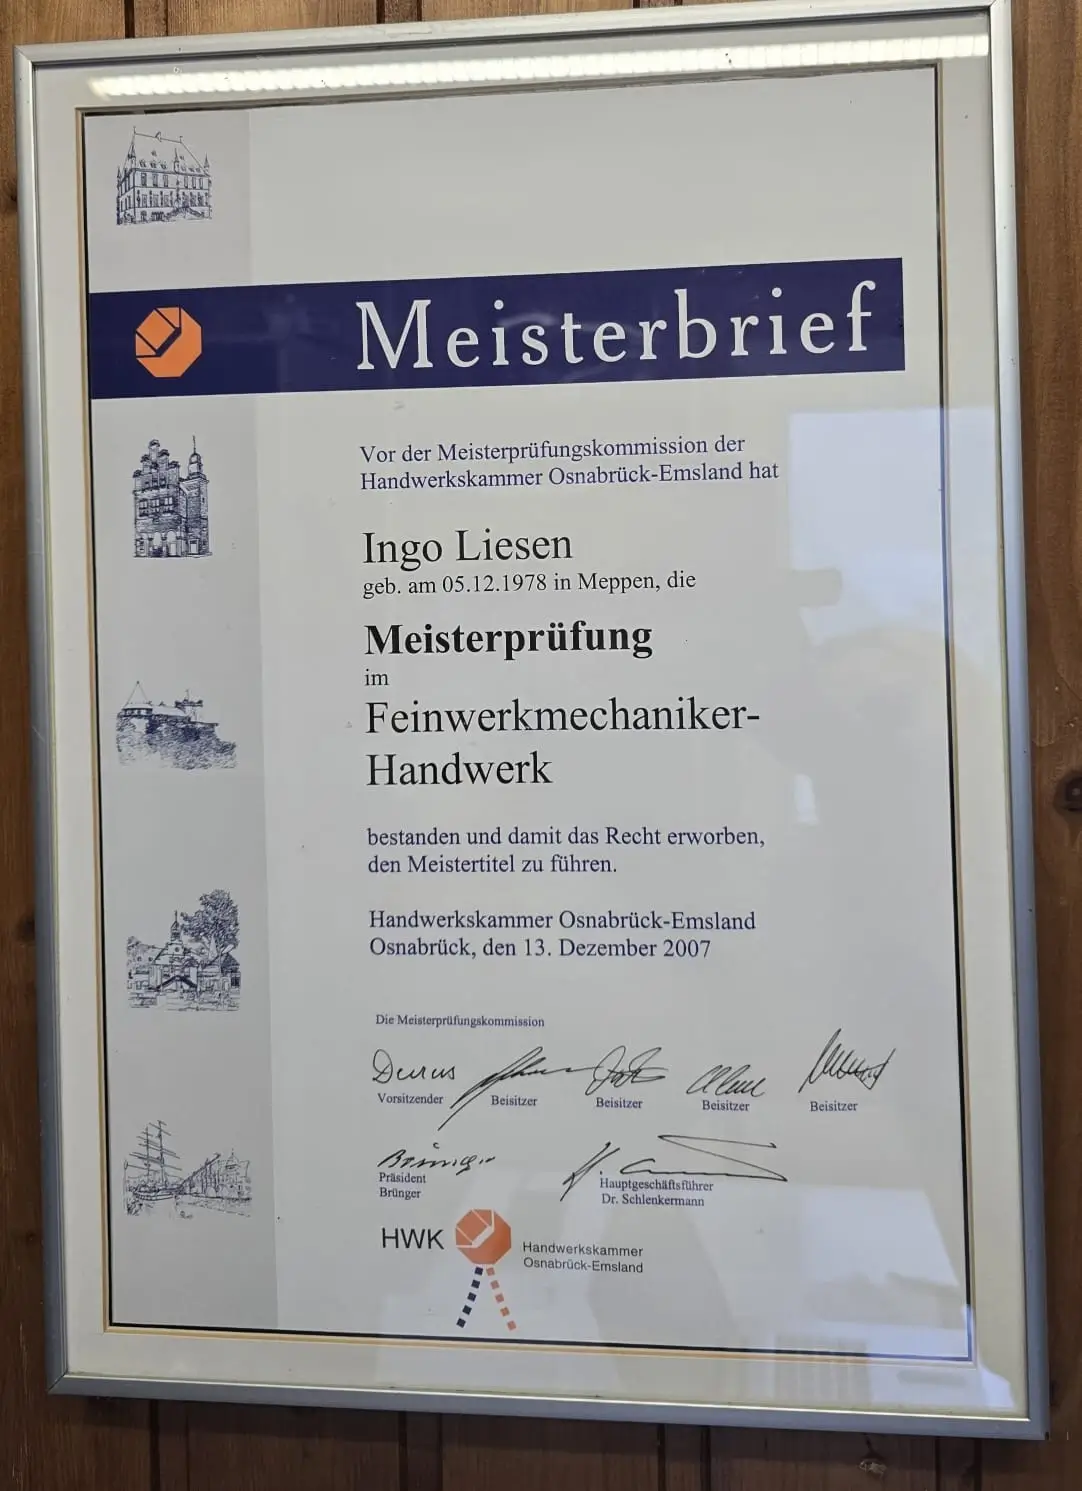 Meisterbrief
Vor der Meisterprüfungskommission der
Handwerkskammer Osnabrück-Emsland hat
Ingo Liesen
geb. am 05.12.1978 in Meppen, die
Meisterprüfung
im
Feinwerkmechaniker-
Handwerk
bestanden und damit das Recht erworben,
den Meistertitel zu führen.
Handwerkskammer Osnabrück-Emsland
Osnabrück, den 13. Dezember 2007
Die Meisterprüfungskommission
Vorsitzender Beisitzer Beisitzer Beisitzer Beisitzer
Präsident
Brünger
Hauptgeschäftsführer
Dr. Schlenkermann
HWK
Handwerkskammer
Osnabrück-Emsland